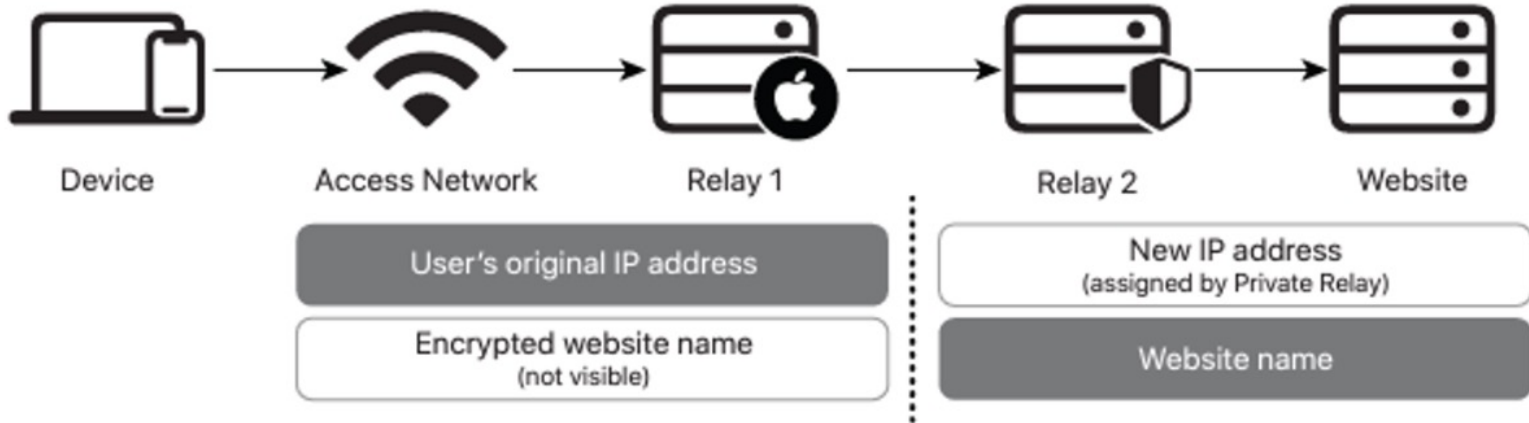 Device
Access Network
Relay 1
Relay 2
Website
User’s original IP address
Encrypted website name
(not visible)
New IP address
(assigned by Private Relay)
Website name